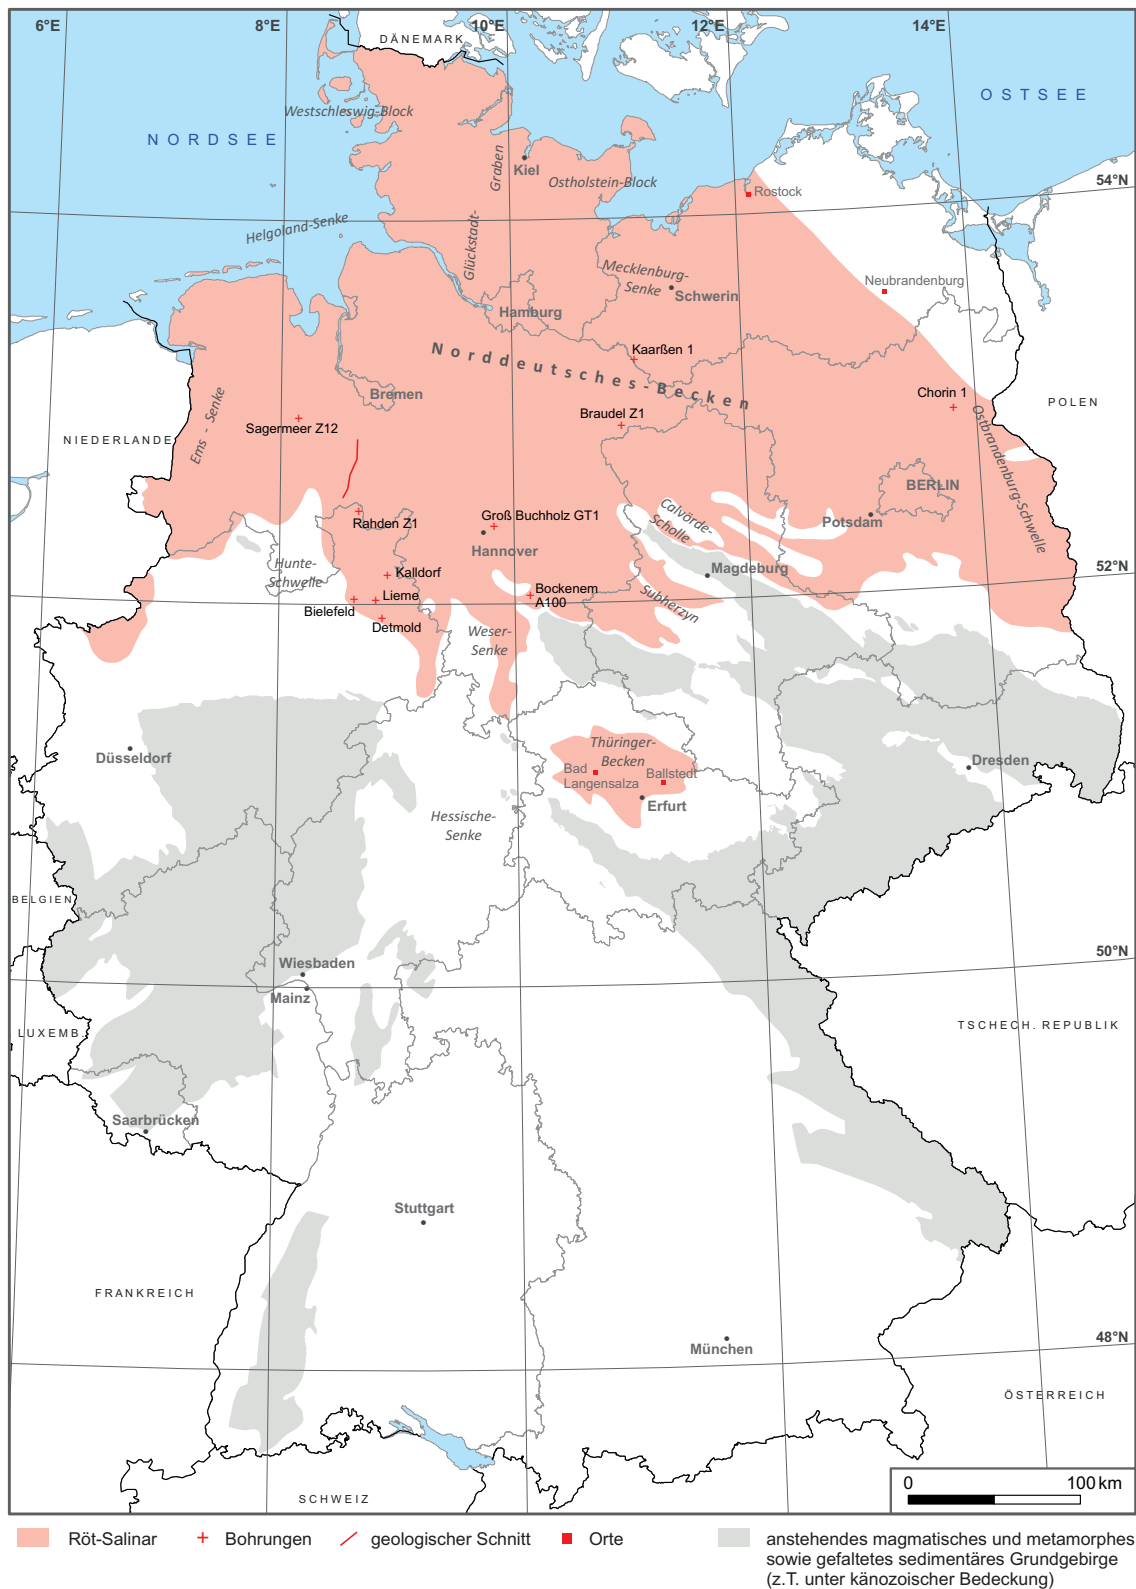 6°E
8°E
10°E
12°E
14°E
DÄNEMARK
OSTSEE
Westschleswig-Block
NORDSEE
Graben
Kiel
Ostholstein-Block
54°N
Rostock
Helgoland-Senke
Glückstadt-
Mecklenburg-
Senke
Schwerin
Neubrandenburg
Hamburg
Kaarßen 1
Norddeutsches-Becken
Bremen
Chorin 1
POLEN
Braudel Z1
Sagermeer Z12
Ems - Senke
NIEDERLANDE
Ostbrandenburg-Schwelle
BERLIN
Rahden Z1
Groß Buchholz GT1
Calvörde-
Scholle
Potsdam
Hannover
Hunte-
Schwelle
Kalldorf
Magdeburg
52°N
Bockenem
A100
Lieme
Bielefeld
Subherzyn
Detmold
Weser-
Senke
Düsseldorf
Thüringer-
Becken
Bad
Langensalza
Ballstedt
Dresden
Erfurt
Hessische-
Senke
BELGIEN
50°N
Wiesbaden
Mainz
LUXEMB.
TSCHECH. REPUBLIK
Saarbrücken
Stuttgart
FRANKREICH
48°N
München
ÖSTERREICH
SCHWEIZ
0
100 km
Röt-Salinar
Bohrungen
geologischer Schnitt
Orte
anstehendes magmatisches und metamorphes
sowie gefaltetes sedimentäres Grundgebirge
(z.T. unter känozoischer Bedeckung)